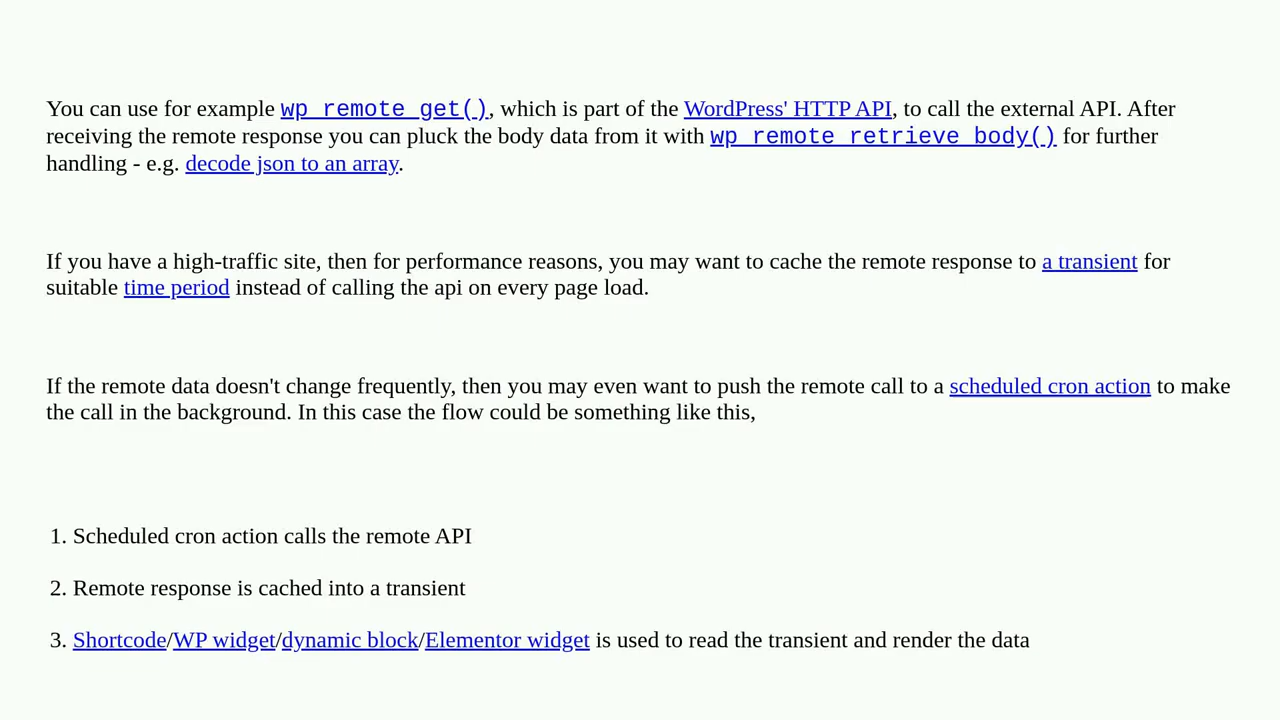 You can use for example wp_remote_get(), which is part of the WordPress' HTTP API, to call the external API. After
receiving the remote response you can pluck the body data from it with wp_remote_retrieve_body() for further
handling - e.g. decode json to an array.
If you have a high-traffic site, then for performance reasons, you may want to cache the remote response to a transient for
suitable time period instead of calling the api on every page load.
If the remote data doesn't change frequently, then you may even want to push the remote call to a scheduled cron action to make
the call in the background. In this case the flow could be something like this,
1. Scheduled cron action calls the remote API
2. Remote response is cached into a transient
3. Shortcode/WP widget/dynamic block/Elementor widget is used to read the transient and render the data